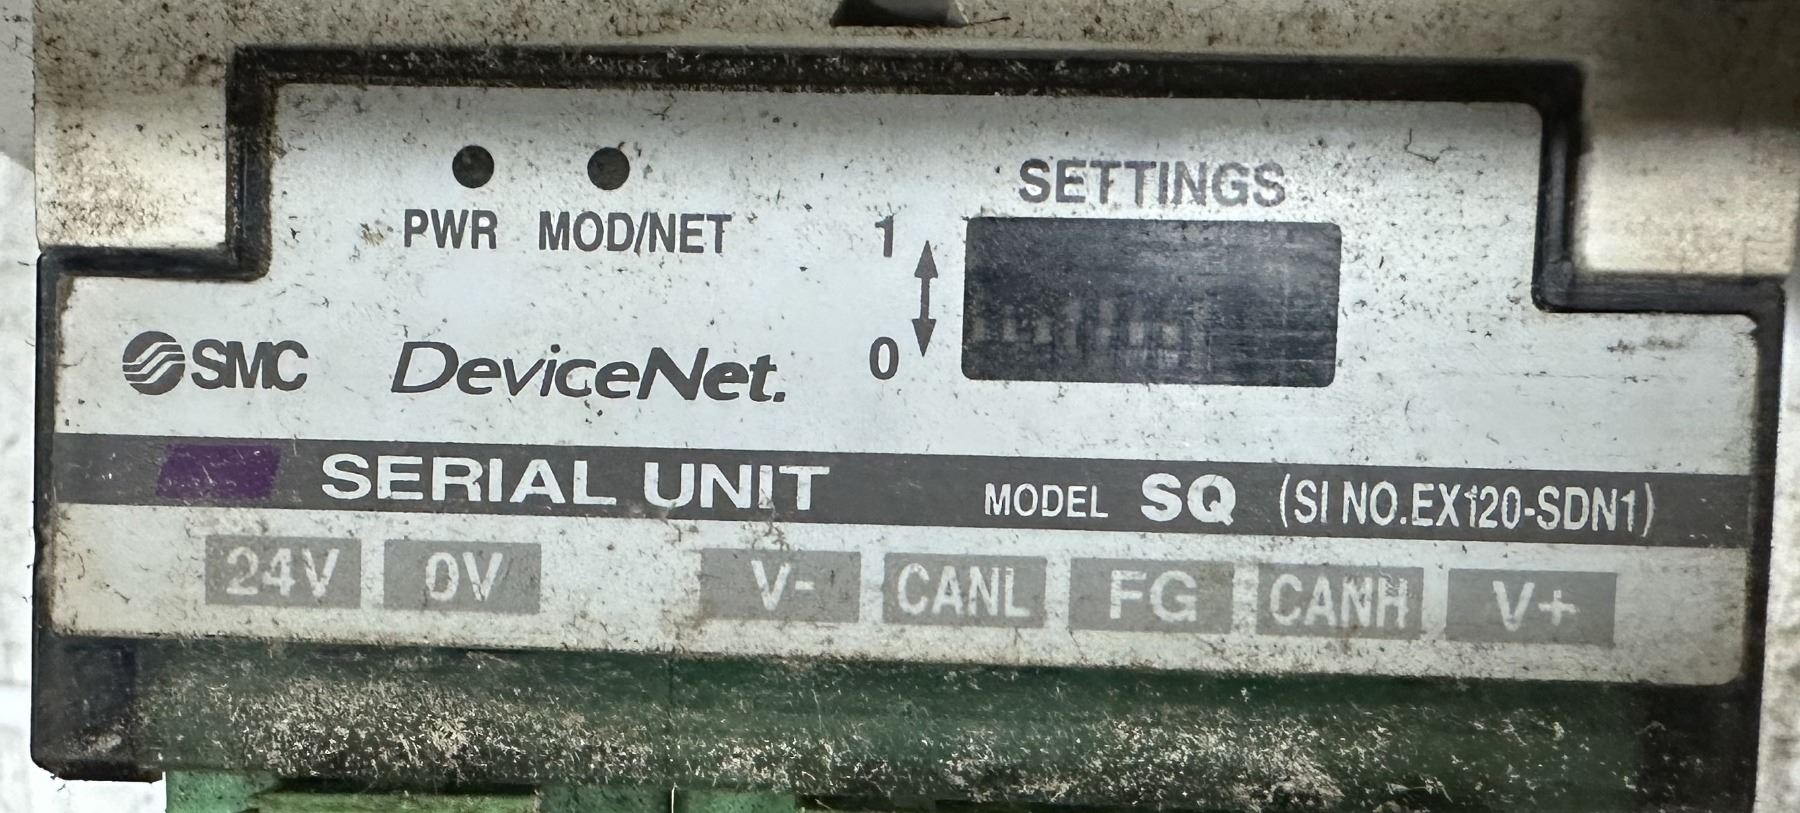 SETTINGS
PWR MOD/NET 1
0
SMC DeviceNet.
SERIAL UNIT MODEL SQ (SI NO.EX120-SDN1)
24V 0V V- CANL FG CANH V+